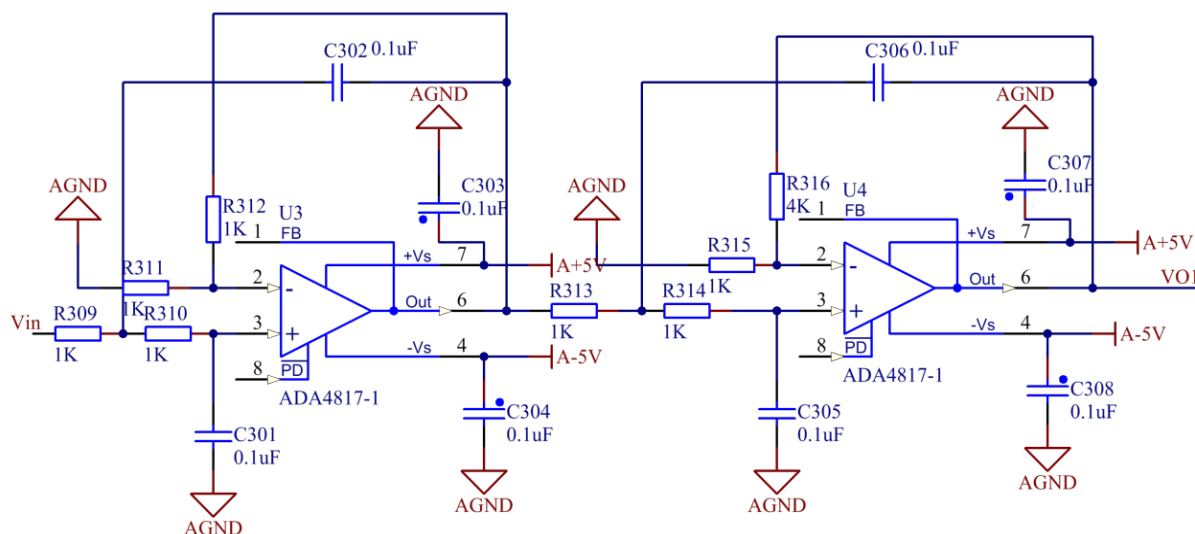 C302 0.1uF
C306 0.1uF
AGND
AGND
C303
0.1uF
C307
0.1uF
AGND
AGND
R312
1K
U3
1
FB
R316
4K
U4
1
FB
+Vs
7
A+5V
+Vs
7
A+5V
R311
1K
2
-
R315
1K
2
-
Vin
R309
1K
R310
1K
3
+
Out
6
R313
1K
R314
1K
3
+
Out
6
VO1
-Vs
4
A-5V
-Vs
4
A-5V
8
PD
ADA4817-1
8
PD
ADA4817-1
C301
0.1uF
C304
0.1uF
C305
0.1uF
C308
0.1uF
AGND
AGND
AGND
AGND